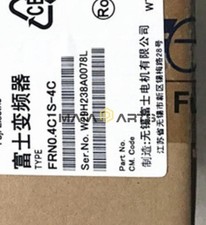 Ro
富士变频器
TYPE FRN0.4C1S-4C
Ser.No. W29H238A0078L
Part No.
CM. Code
制造:无锡富士电机有限公司
江苏省无锡市新区锡梅路28号